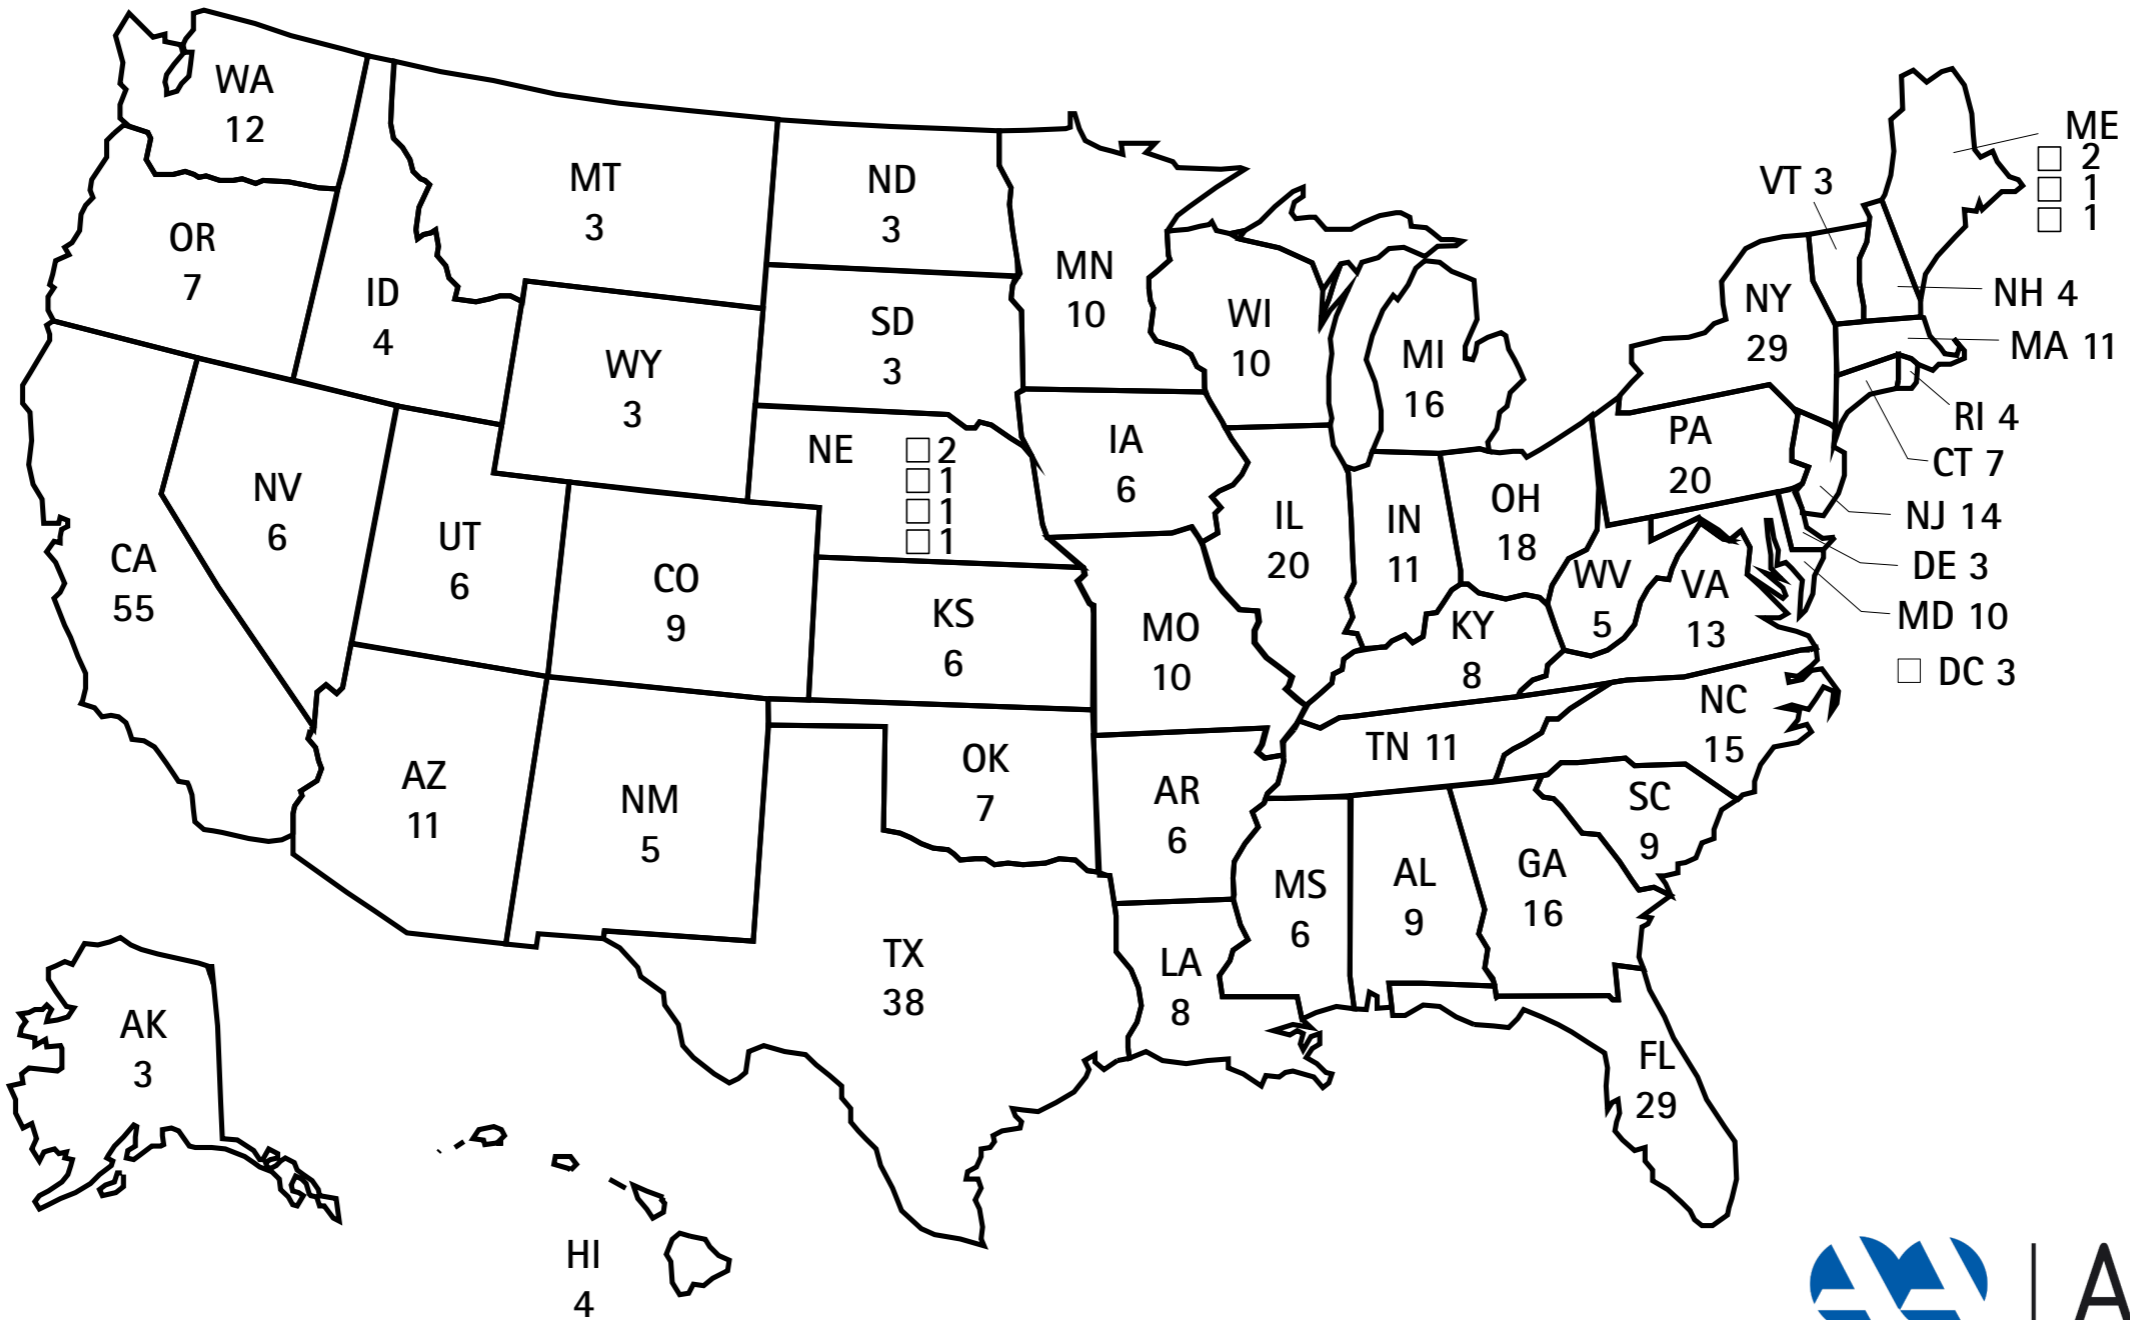 WA
12
OR
7
CA
55
NV
6
ID
4
MT
3
WY
3
UT
6
CO
9
AZ
11
NM
5
ND
3
SD
3
NE
2
1
1
1
KS
6
OK
7
TX
38
MN
10
IA
6
MO
10
AR
6
LA
8
WI
10
IL
20
MI
16
IN
11
OH
18
KY
8
TN 11
MS
6
AL
9
GA
16
FL
29
SC
9
NC
15
VA
13
WV
5
PA
20
NY
29
VT 3
ME
2
1
1
NH 4
MA 11
RI 4
CT 7
NJ 14
DE 3
MD 10
DC 3
AK
3
HI
4
A